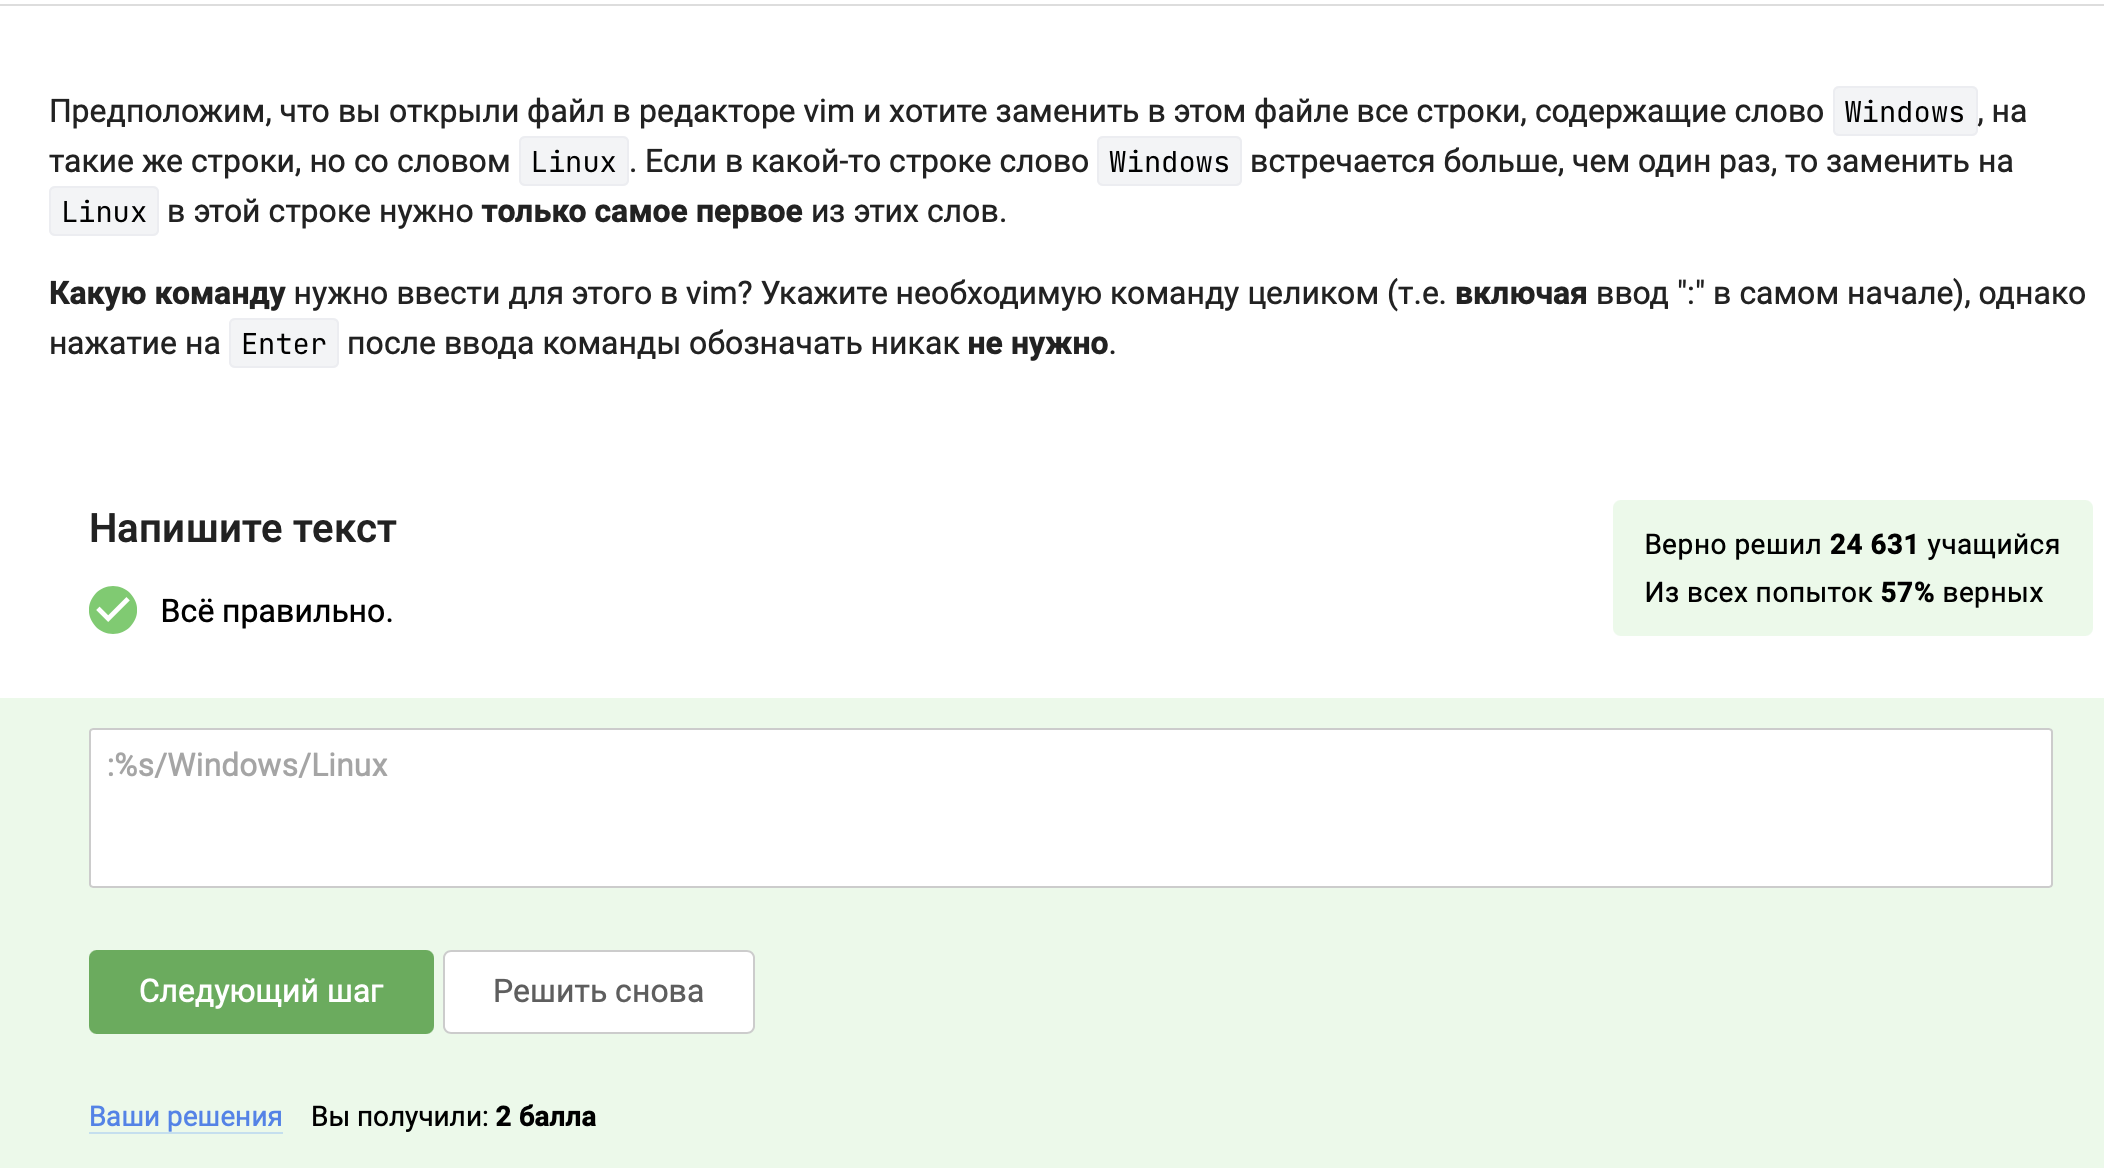 Предположим, что вы открыли файл в редакторе vim и хотите заменить в этом файле все строки, содержащие слово Windows, на
такие же строки, но со словом Linux. Если в какой-то строке слово Windows встречается больше, чем один раз, то заменить на
Linux в этой строке нужно только самое первое из этих слов.
Какую команду нужно ввести для этого в vim? Укажите необходимую команду целиком (т.е. включая ввод ":" в самом начале), однако
нажатие на Enter после ввода команды обозначать никак не нужно.
Напишите текст
Верно решил 24 631 учащийся
Из всех попыток 57% верных
Всё правильно.
:%s/Windows/Linux
Следующий шаг
Решить снова
Ваши решения Вы получили: 2 балла